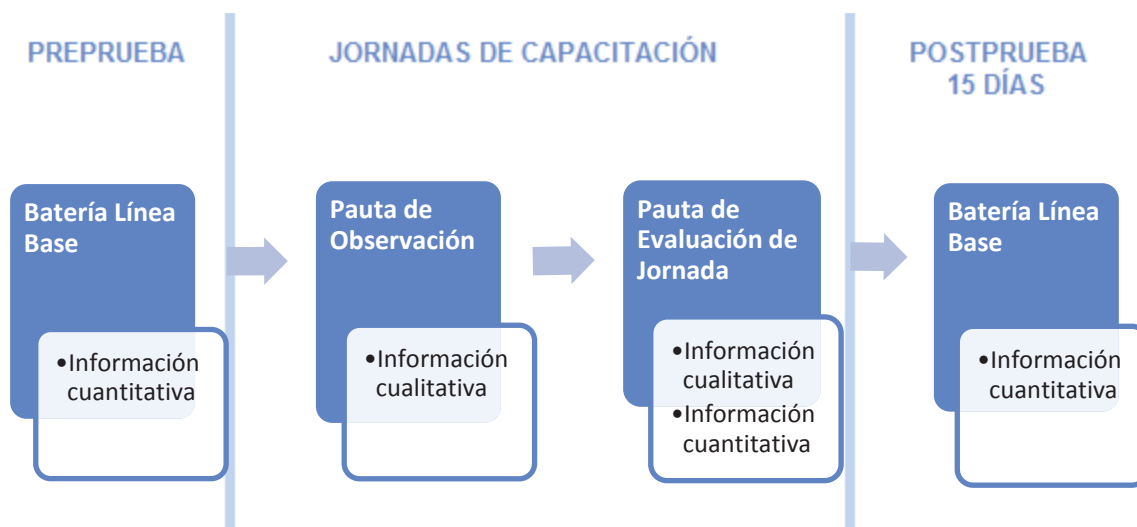 PREPRUEBA
JORNADAS DE CAPACITACIÓN
POSTPRUEBA
15 DÍAS
Batería Línea
Base
•Información
cuantitativa
Pauta de
Observación
•Información
cualitativa
Pauta de
Evaluación de
Jornada
•Información
cualitativa
•Información
cuantitativa
Batería Línea
Base
•Información
cuantitativa